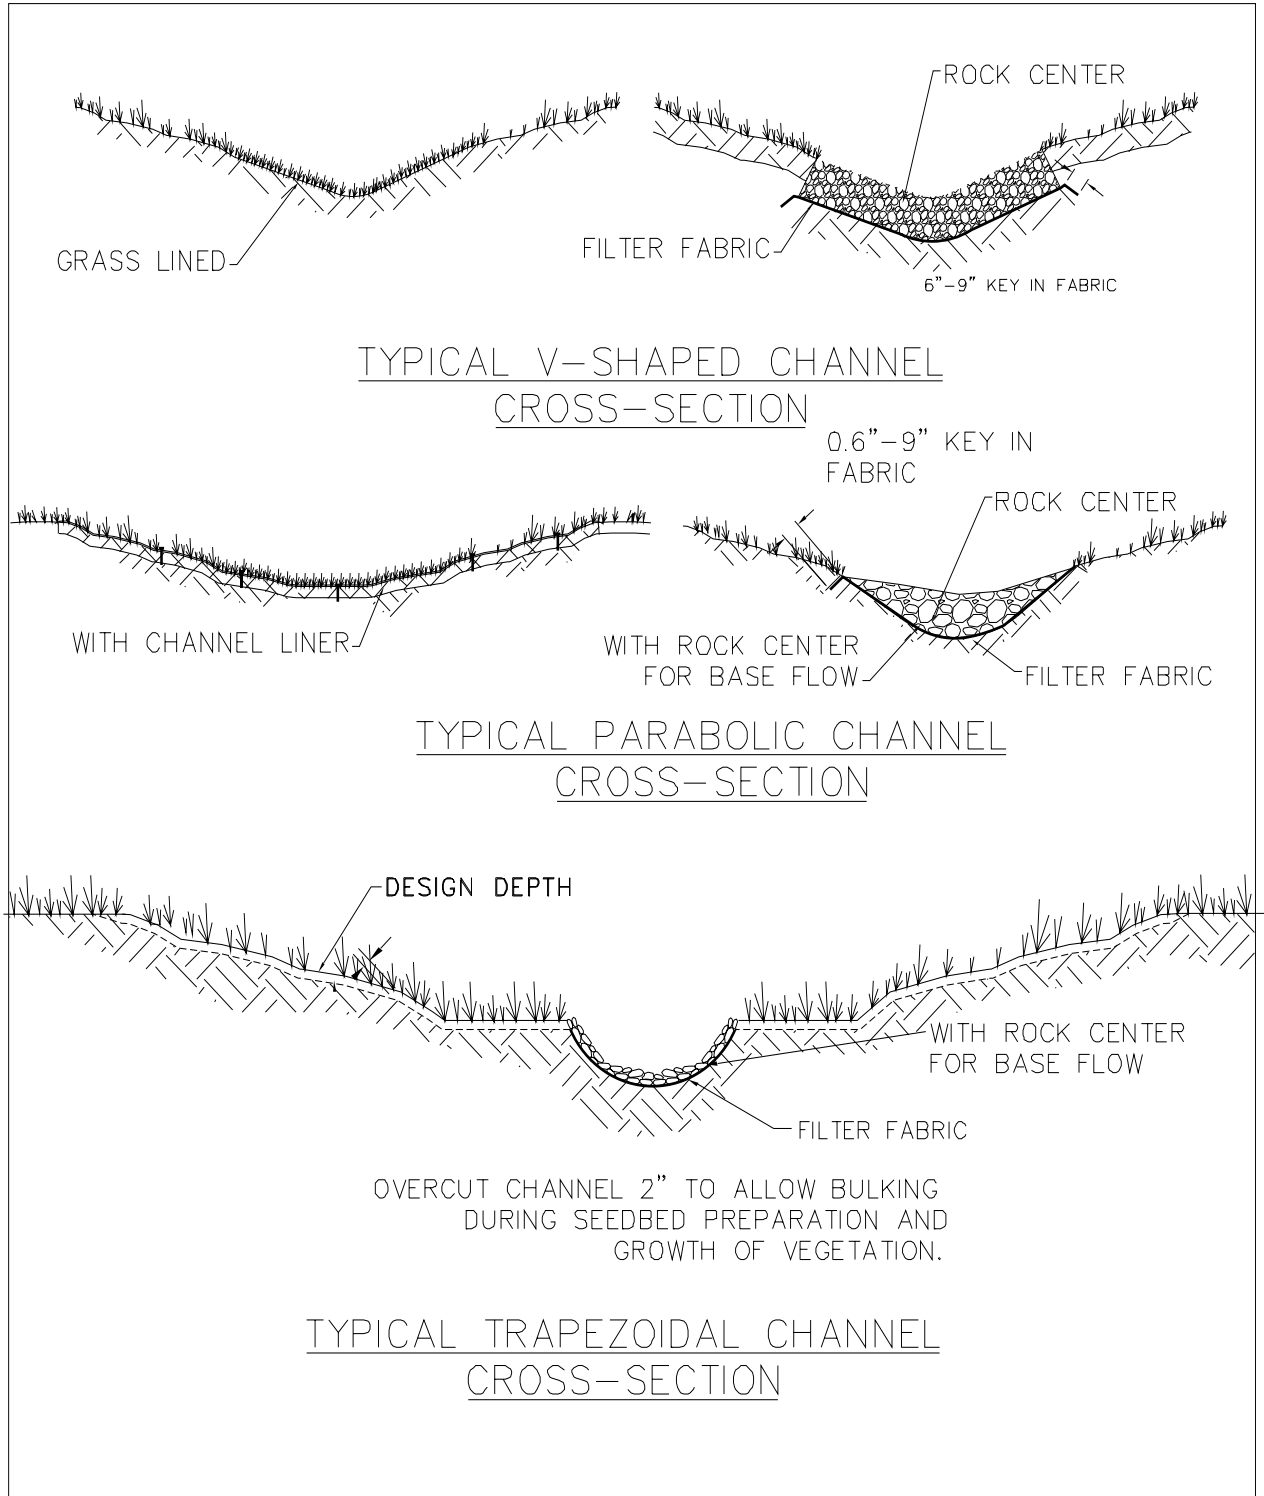 ROCK CENTER
GRASS LINED
FILTER FABRIC
6"-9" KEY IN FABRIC
TYPICAL V-SHAPED CHANNEL
CROSS-SECTION
0.6"-9" KEY IN
FABRIC
ROCK CENTER
WITH CHANNEL LINER
WITH ROCK CENTER
FOR BASE FLOW
FILTER FABRIC
TYPICAL PARABOLIC CHANNEL
CROSS-SECTION
DESIGN DEPTH
WITH ROCK CENTER
FOR BASE FLOW
FILTER FABRIC
OVERCUT CHANNEL 2" TO ALLOW BULKING
DURING SEEDBED PREPARATION AND
GROWTH OF VEGETATION.
TYPICAL TRAPEZOIDAL CHANNEL
CROSS-SECTION